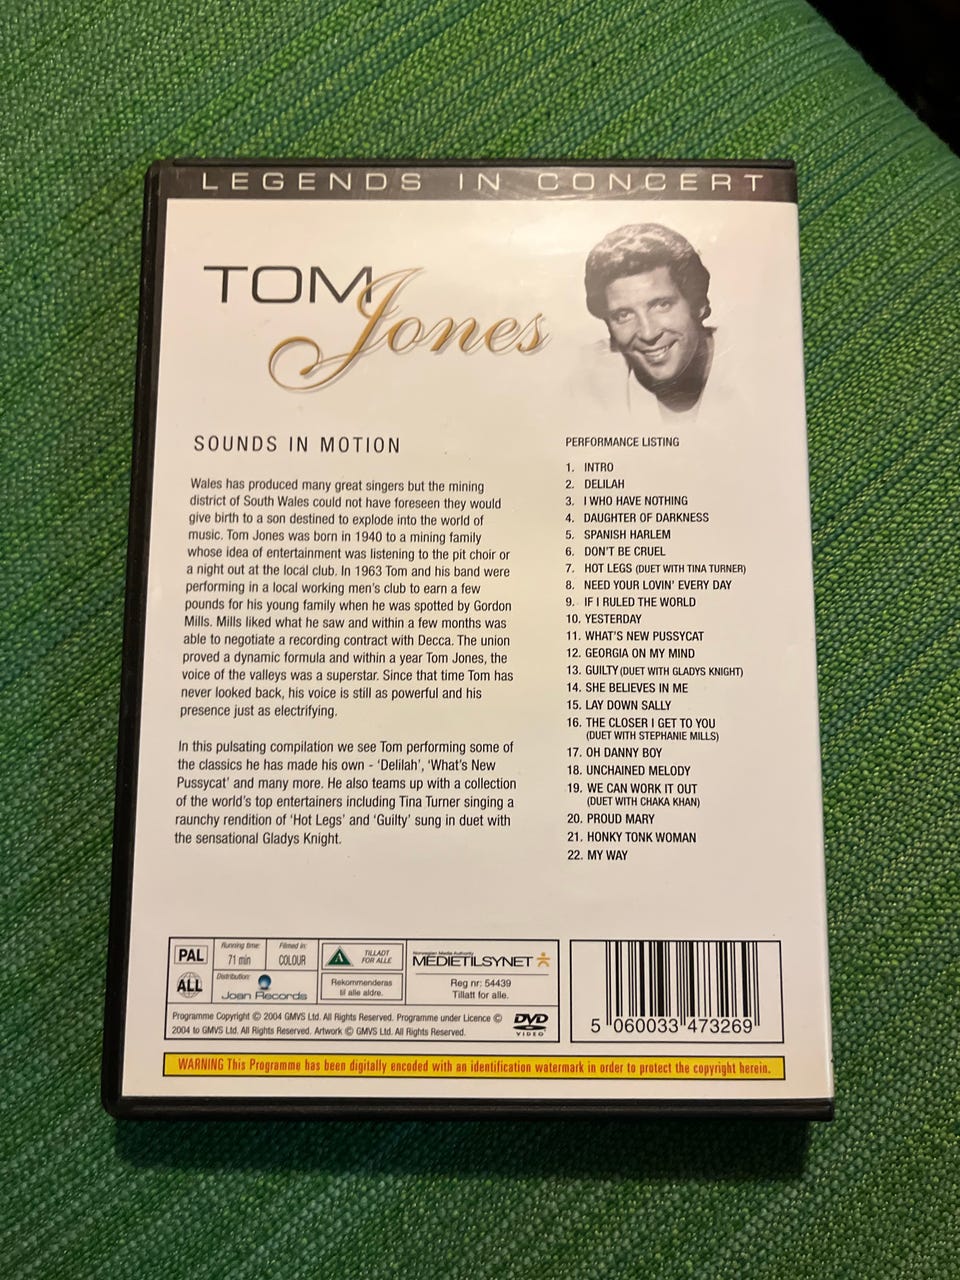 LEGENDS IN CONCERT
TOM
Jones
SOUNDS IN MOTION
Wales has produced many great singers but the mining
district of South Wales could not have foreseen they would
give birth to a son destined to explode into the world of
music. Tom Jones was born in 1940 to a mining family
whose idea of entertainment was listening to the pit choir or
a night out at the local club. In 1963 Tom and his band were
performing in a local working men's club to earn a few
pounds for his young family when he was spotted by Gordon
Mills. Mills liked what he saw and within a few months was
able to negotiate a recording contract with Decca. The union
proved a dynamic formula and within a year Tom Jones, the
voice of the valleys was a superstar. Since that time Tom has
never looked back, his voice is still as powerful and his
presence just as electrifying.
In this pulsating compilation we see Tom performing some of
the classics he has made his own - 'Delilah', 'What's New
Pussycat' and many more. He also teams up with a collection
of the world's top entertainers including Tina Turner singing a
raunchy rendition of 'Hot Legs' and 'Guilty' sung in duet with
the sensational Gladys Knight.
PERFORMANCE LISTING
1. INTRO
2. DELILAH
3. I WHO HAVE NOTHING
4. DAUGHTER OF DARKNESS
5. SPANISH HARLEM
6. DON'T BE CRUEL
7. HOT LEGS (DUET WITH TINA TURNER)
8. NEED YOUR LOVIN' EVERY DAY
9. IF I RULED THE WORLD
10. YESTERDAY
11. WHAT'S NEW PUSSYCAT
12. GEORGIA ON MY MIND
13. GUILTY (DUET WITH GLADYS KNIGHT)
14. SHE BELIEVES IN ME
15. LAY DOWN SALLY
16. THE CLOSER I GET TO YOU
(DUET WITH STEPHANIE MILLS)
17. OH DANNY BOY
18. UNCHAINED MELODY
19. WE CAN WORK IT OUT
(DUET WITH CHAKA KHAN)
20. PROUD MARY
21. HONKY TONK WOMAN
22. MY WAY
PAL
ALL
Running time:
71 min
Filmed in:
COLOUR
Distribution:
Joan Records
TILLADT
FOR ALLE
Rekommenderas
til alle aldre.
Norwegian Media Authority
MEDIETILSYNET
Reg nr: 54439
Tillatt for alle.
Programme Copyright © 2004 GMVS Ltd. All Rights Reserved. Programme under Licence ©
2004 to GMVS Ltd. All Rights Reserved. Artwork © GMVS Ltd. All Rights Reserved.
DVD
VIDEO
5 060033 473269
WARNING This Programme has been digitally encoded with an identification watermark in order to protect the copyright herein.